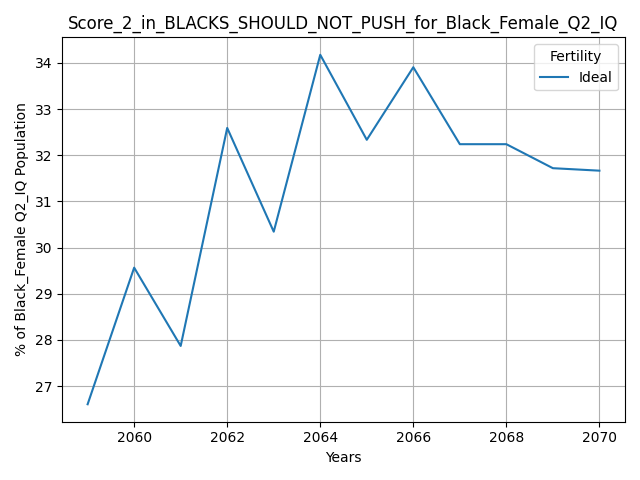 Score_2_in_BLACKS_SHOULD_NOT_PUSH_for_Black_Female_Q2_IQ
Fertility
Ideal
% of Black_Female Q2_IQ Population
34
33
32
31
30
29
28
27
2060 2062 2064 2066 2068 2070
Years